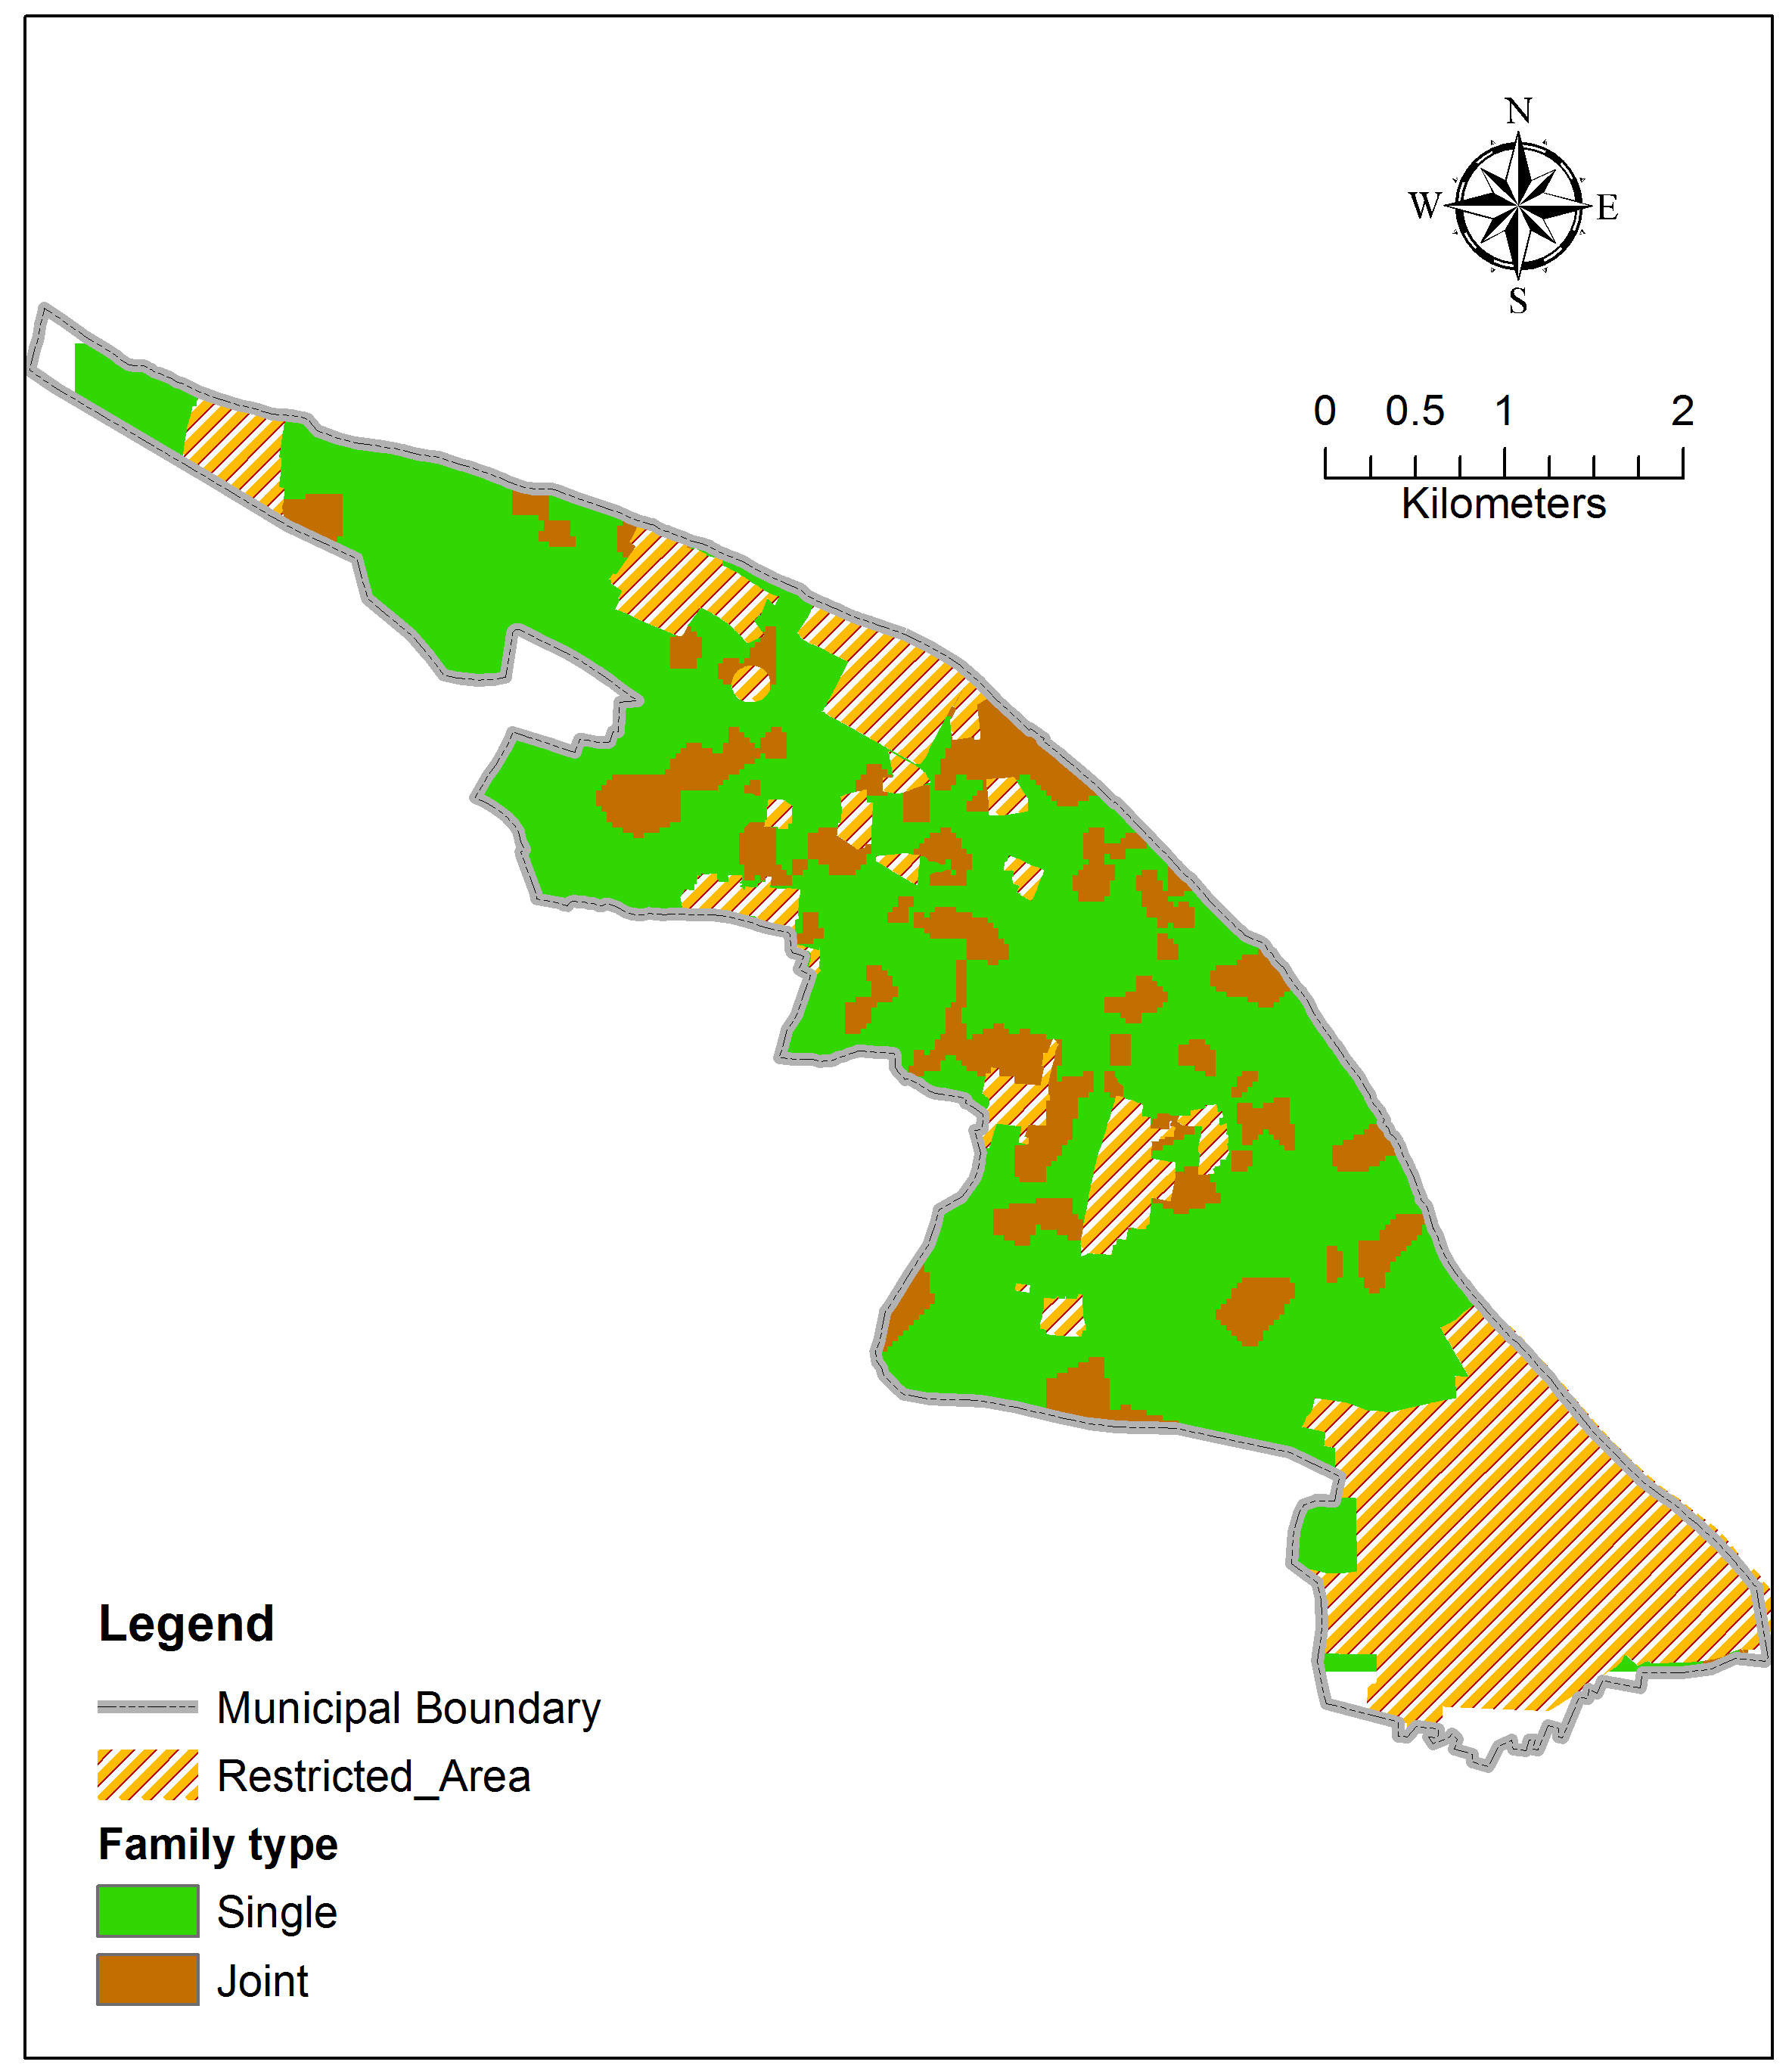 N
W E
S
0 0.5 1 2
Kilometers
Legend
Municipal Boundary
Restricted_Area
Family type
Single
Joint